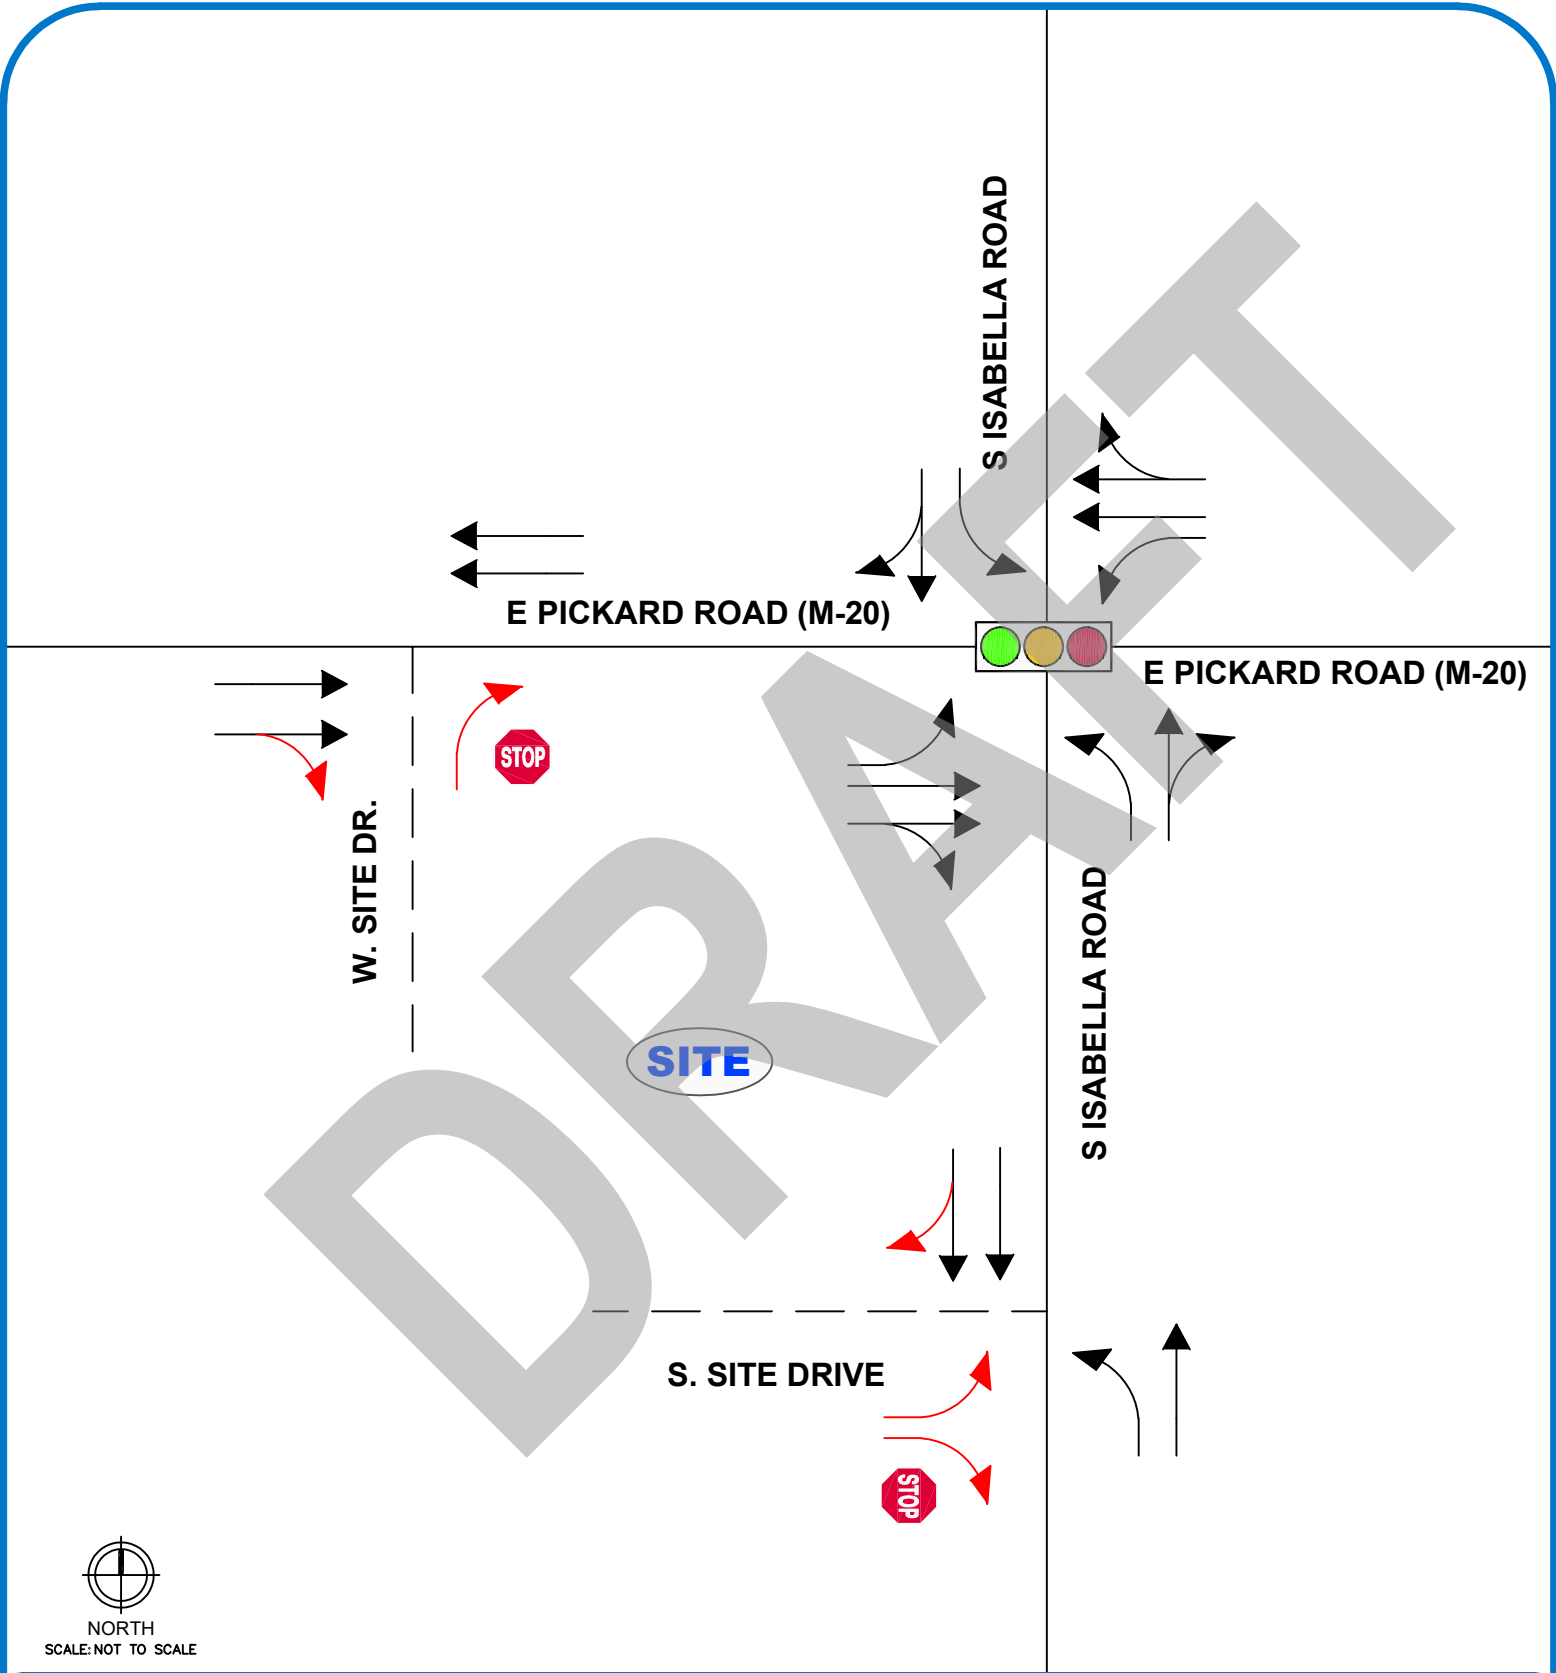 S ISABELLA ROAD
E PICKARD ROAD (M-20)
E PICKARD ROAD (M-20)
STOP
W. SITE DR.
S ISABELLA ROAD
SITE
DRAFT
S. SITE DRIVE
STOP
NORTH
SCALE: NOT TO SCALE